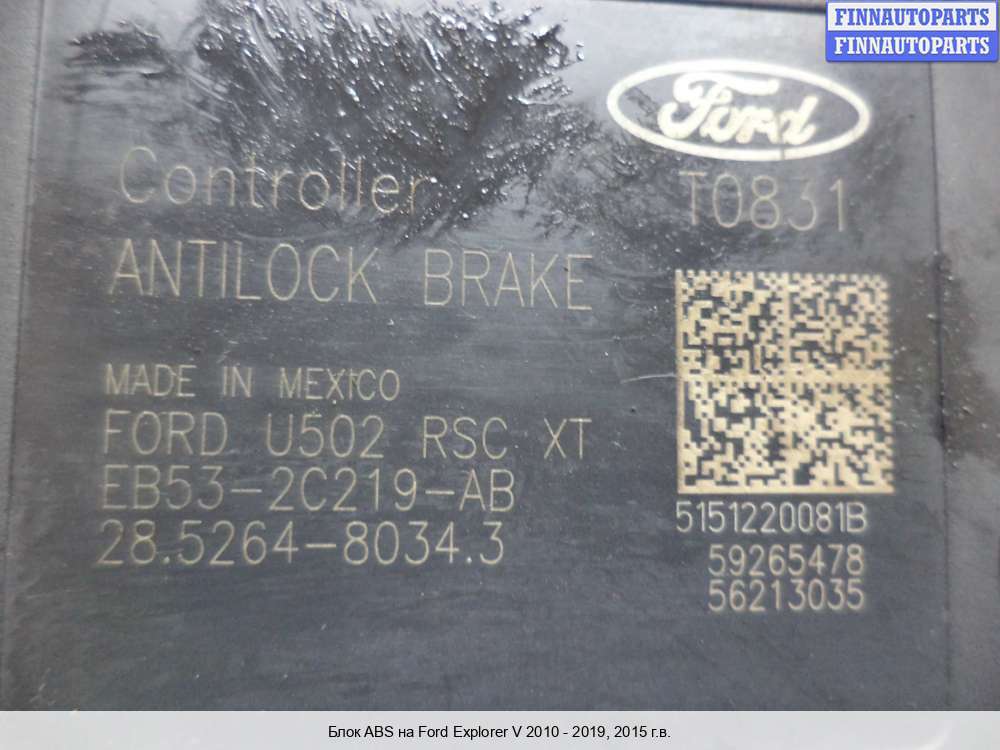 FINNAUTOPARTS
FINNAUTOPARTS
Ford
Controller
T0831
ANTILOCK BRAKE
MADE IN MEXICO
FORD U502 RSC XT
EB53-2C219-AB
28.5264-8034.3
5151220081B
59265478
56213035
Блок ABS на Ford Explorer V 2010 - 2019, 2015 г.в.